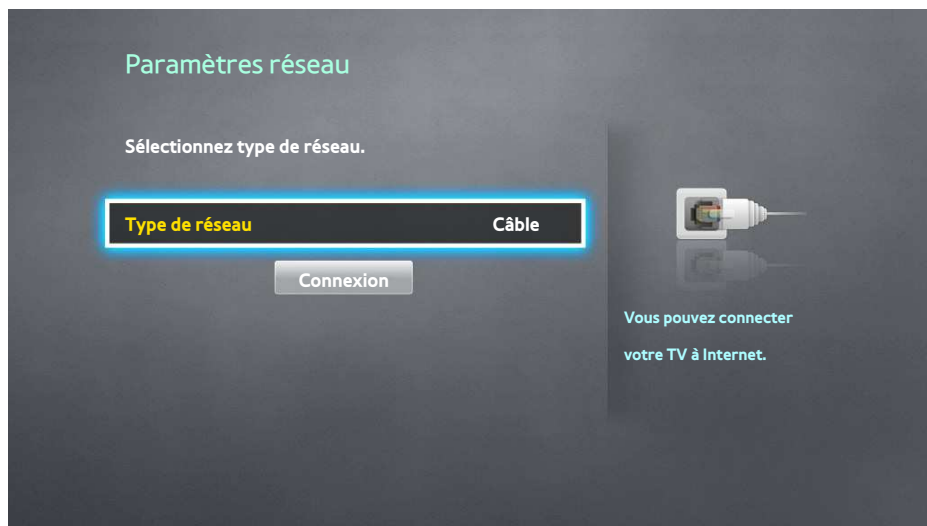 Paramètres réseau
Sélectionnez type de réseau.
Type de réseau Câble
Connexion
Vous pouvez connecter
votre TV à Internet.